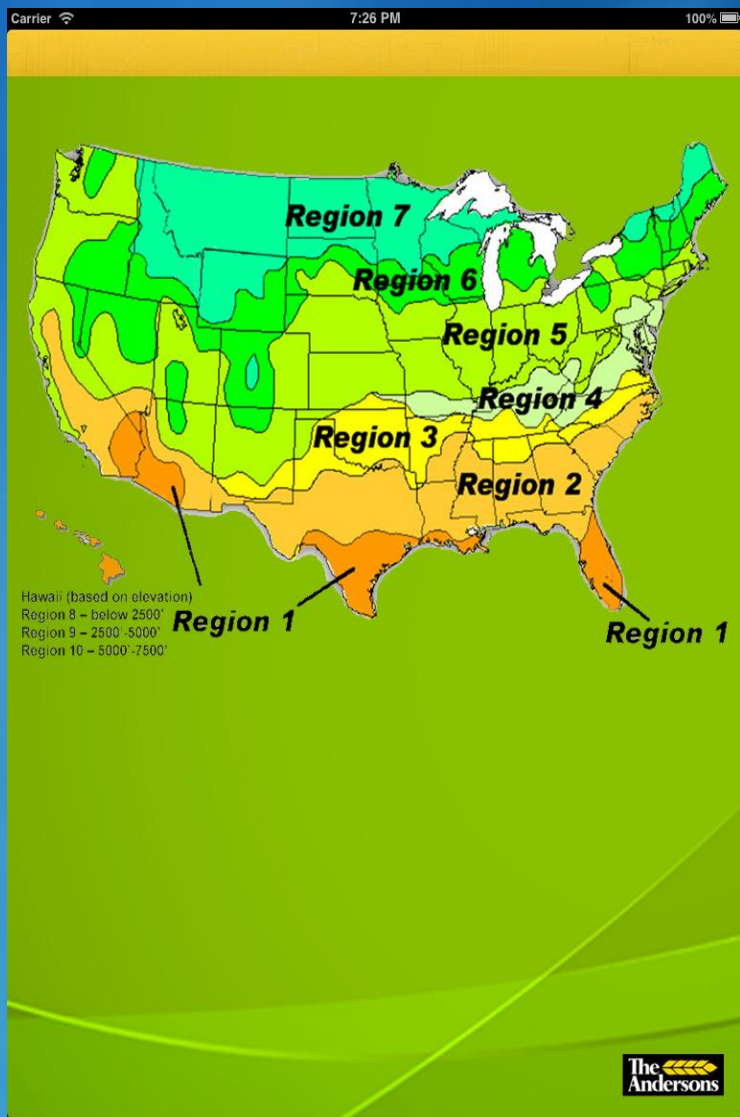 Carrier 7:26 PM 100%
Region 7
Region 6
Region 5
Region 4
Region 3
Region 2
Hawaii (based on elevation)
Region 8 – below 2500'
Region 9 – 2500'-5000'
Region 10 – 5000'-7500'
Region 1
Region 1
The
Andersons